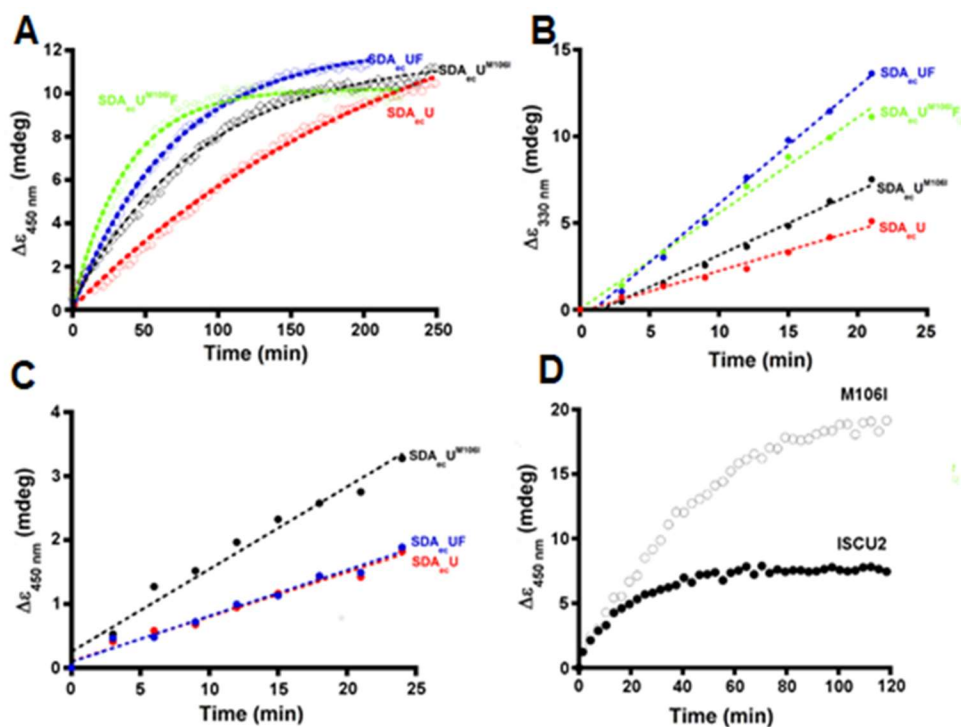 A
Δε450 nm (mdeg)
12
10
8
6
4
2
0
0 50 100 150 200 250
Time (min)
SDAecUF
SDAecUM106I
SDAecUM106IF
SDAecU
B
Δε330 nm (mdeg)
15
10
5
0
0 5 10 15 20 25
Time (min)
SDAecUF
SDAecUM106IF
SDAecUM106I
SDAecU
C
Δε450 nm (mdeg)
4
3
2
1
0
0 5 10 15 20 25
Time (min)
SDAecUM106I
SDAecUF
SDAecU
D
Δε450 nm (mdeg)
20
15
10
5
0
0 20 40 60 80 100 120
Time (min)
M106I
ISCU2